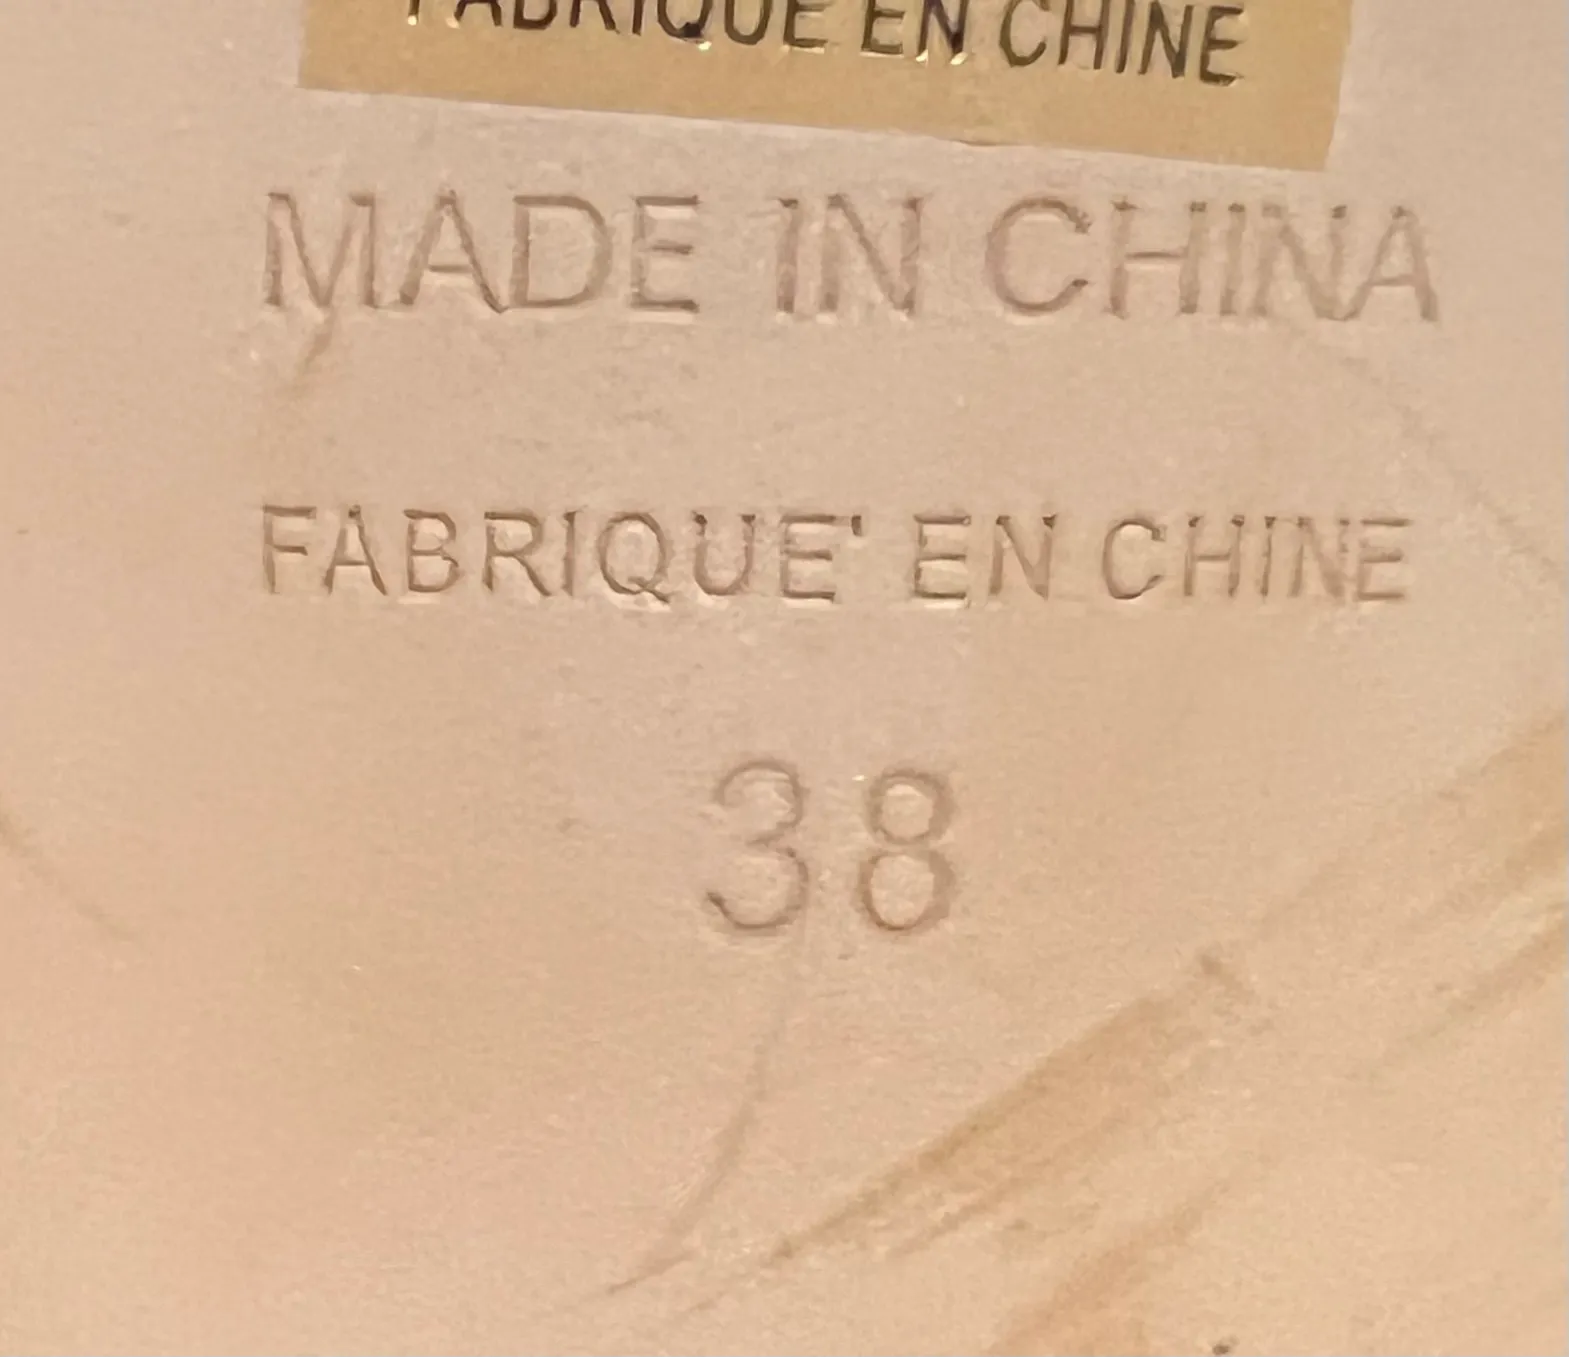 FABRIQUE EN CHINE
MADE IN CHINA
FABRIQUE' EN CHINE
38